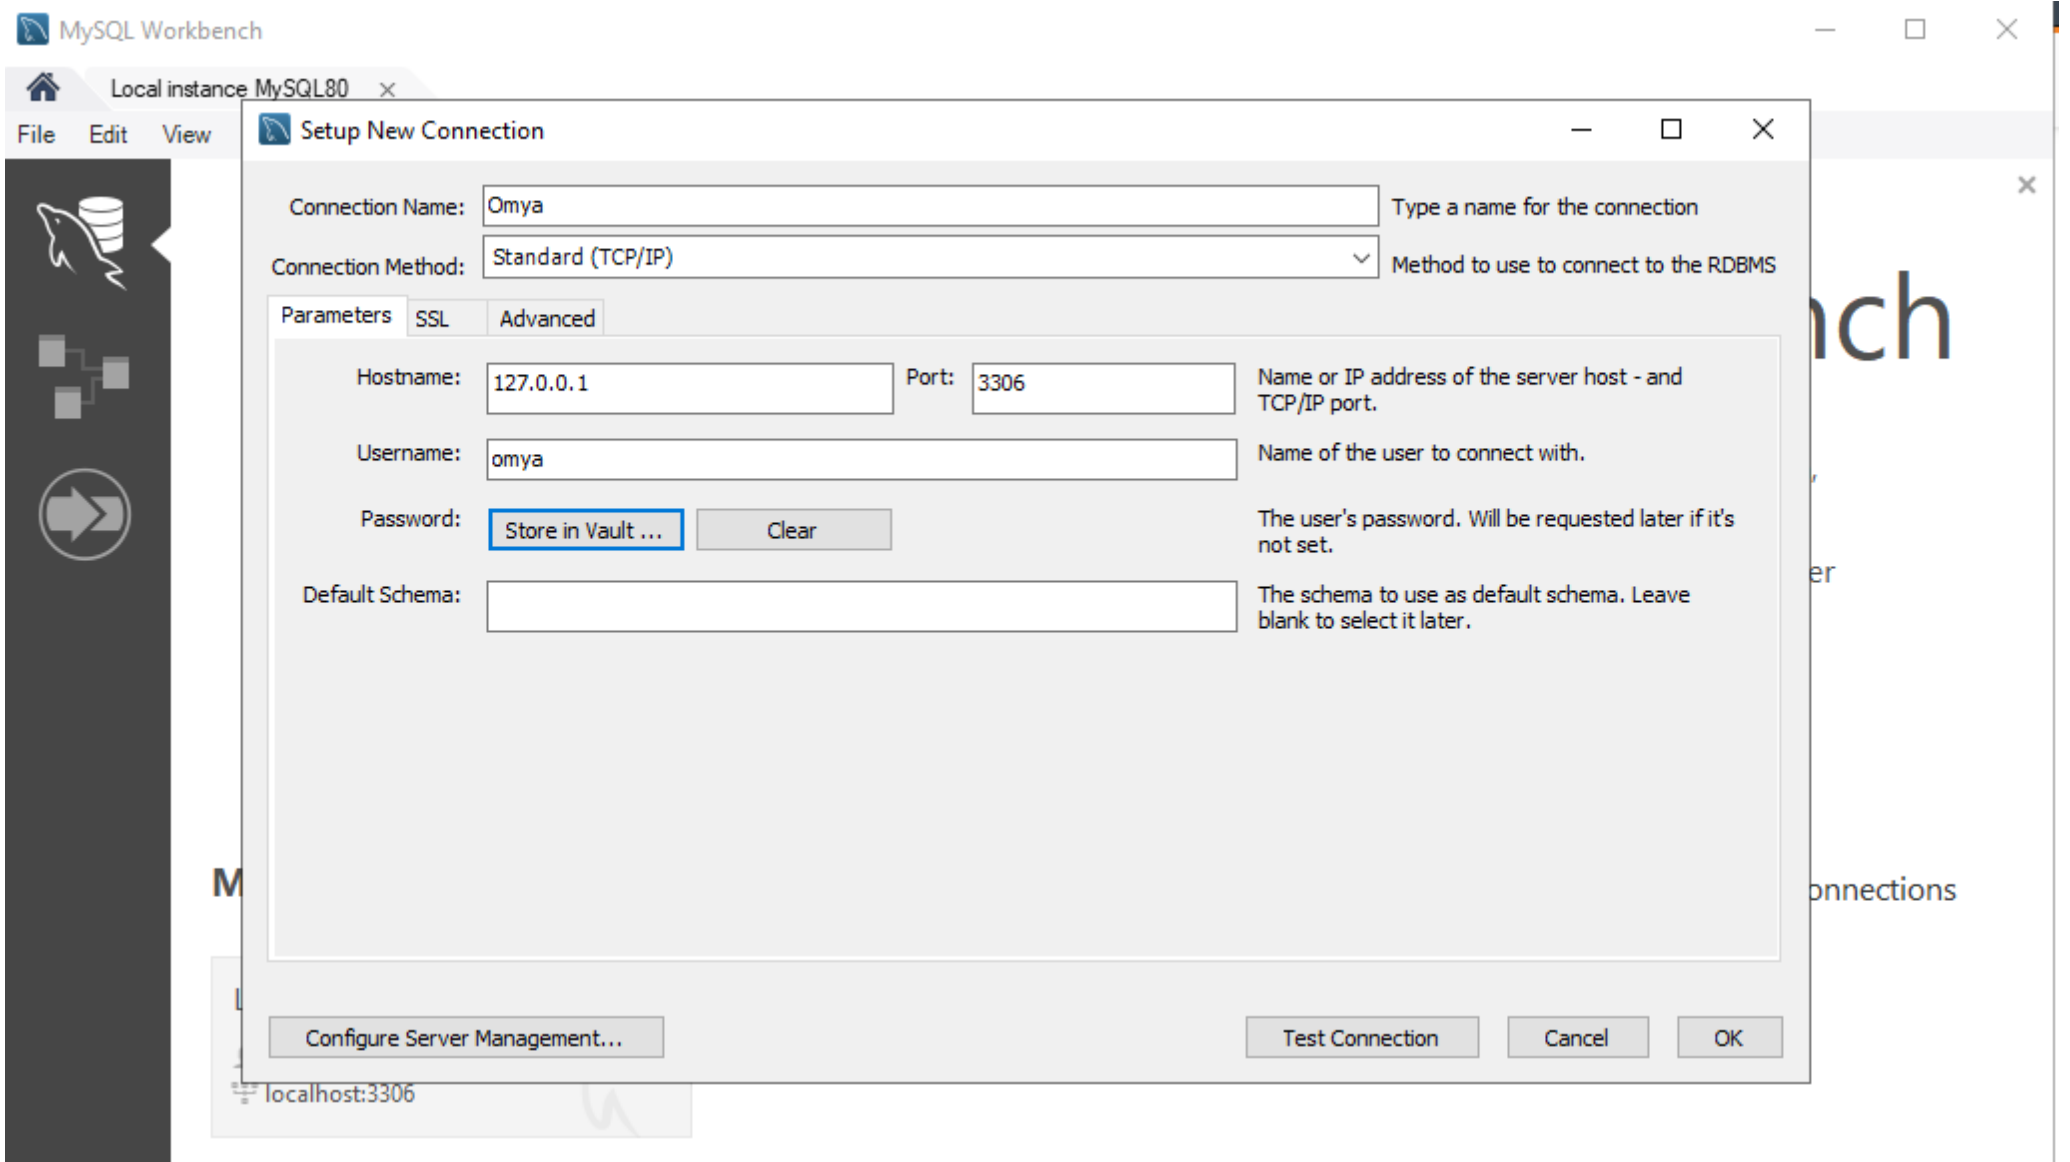 MySQL Workbench
Local instance MySQL80
File Edit View
Setup New Connection
Connection Name: Omya Type a name for the connection
Connection Method: Standard (TCP/IP) Method to use to connect to the RDBMS
Parameters SSL Advanced
Hostname: 127.0.0.1 Port: 3306 Name or IP address of the server host - and
TCP/IP port.
Username: omya Name of the user to connect with.
Password: Store in Vault ... Clear The user's password. Will be requested later if it's
not set.
Default Schema: The schema to use as default schema. Leave
blank to select it later.
nch
er
M
onnections
L
Configure Server Management... Test Connection Cancel OK
localhost:3306